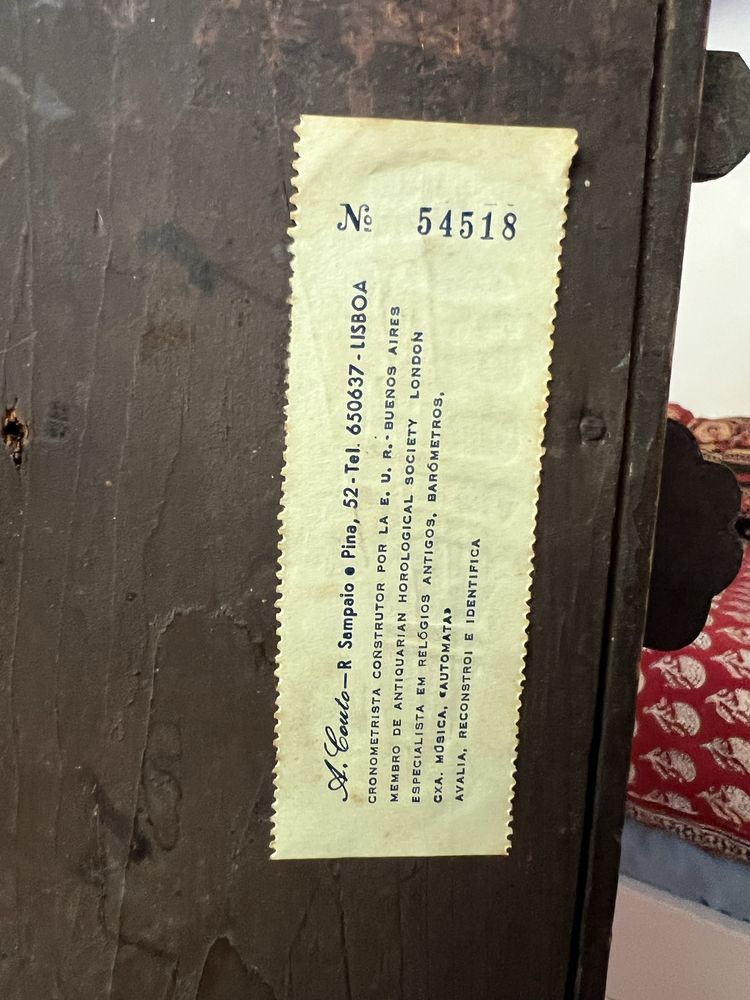 Nº 54518
A. Couto—R Sampaio ● Pina, 52-Tel. 650637-LISBOA
CRONOMETRISTA CONSTRUTOR POR LA E. U. R.-BUENOS AIRES
MEMBRO DE ANTIQUARIAN HOROLOGICAL SOCIETY LONDON
ESPECIALISTA EM RELÓGIOS ANTIGOS, BARÓMETROS,
CXA. MÚSICA, «AUTOMATA»
AVALIA, RECONSTROI E IDENTIFICA